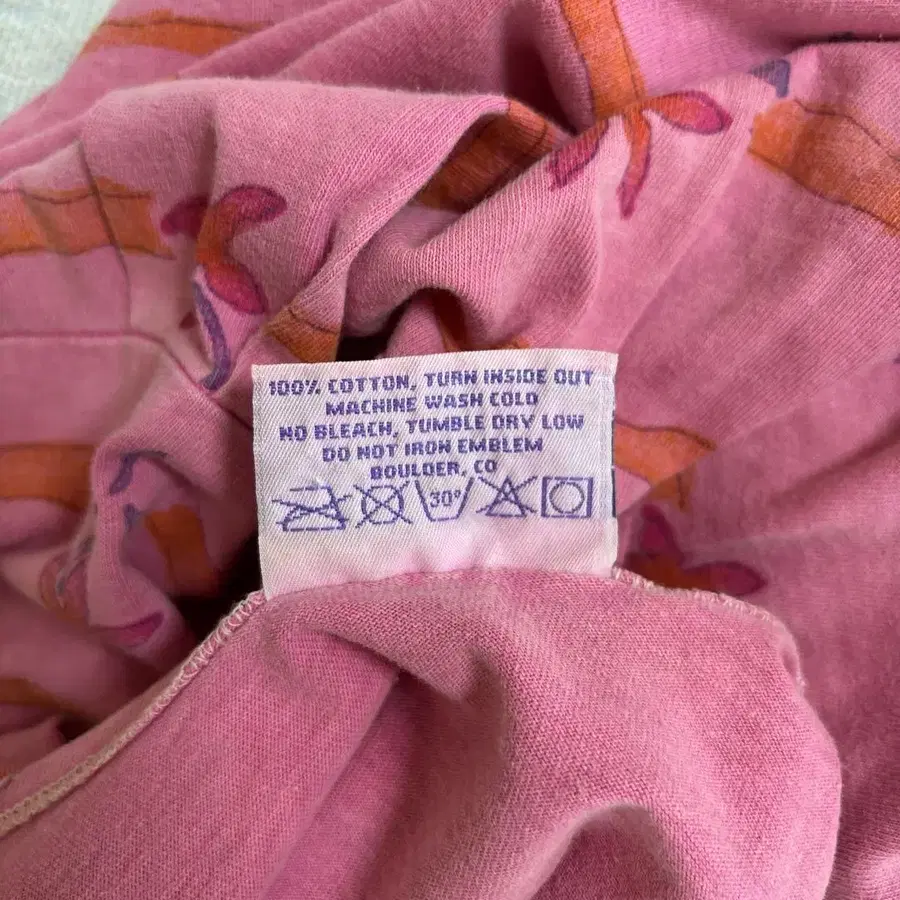 100% COTTON, TURN INSIDE OUT
MACHINE WASH COLD
NO BLEACH, TUMBLE DRY LOW
DO NOT IRON EMBLEM
BOULDER, CO
30°